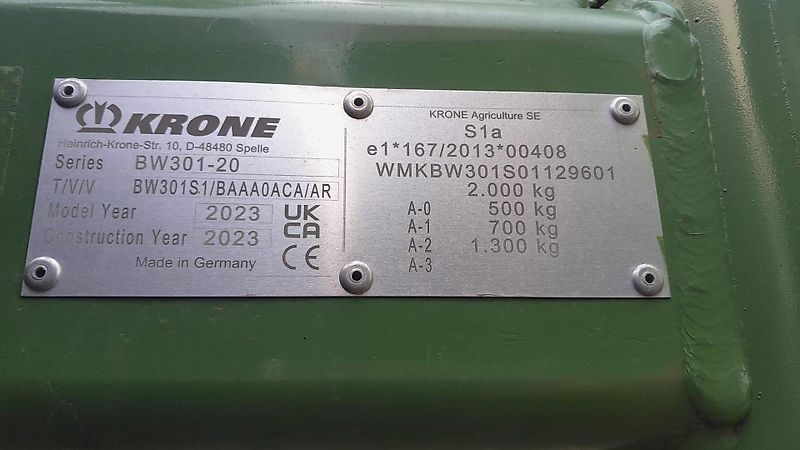 KRONE
Heinrich-Krone-Str. 10, D-48480 Spelle
Series BW301-20
T/V/V BW301S1/BAAA0ACA/AR
Model Year 2023
Construction Year 2023
UK
CA
CE
Made in Germany
KRONE Agriculture SE
S1a
e1*167/2013*00408
WMKBW301S01129601
2.000 kg
A-0 500 kg
A-1 700 kg
A-2 1.300 kg
A-3